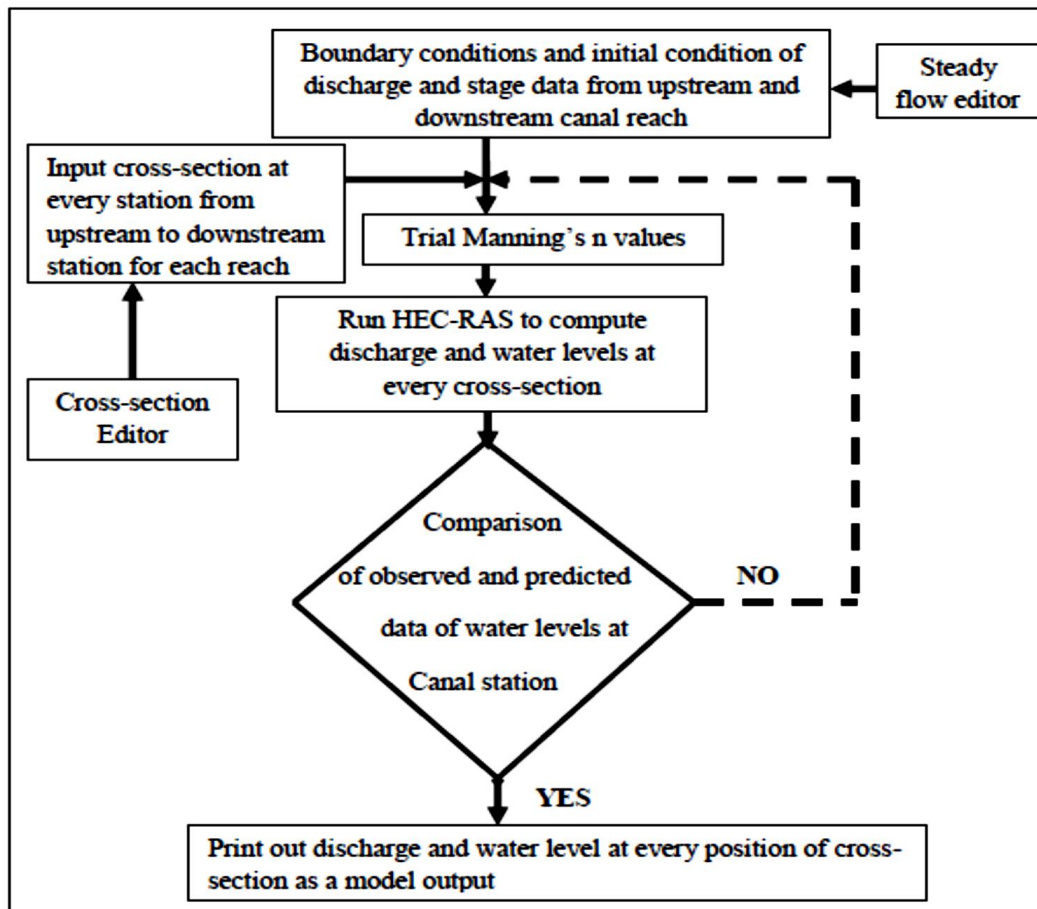 Boundary conditions and initial condition of
discharge and stage data from upstream and
downstream canal reach
Steady
flow editor
Input cross-section at
every station from
upstream to downstream
station for each reach
Trial Manning's n values
Run HEC-RAS to compute
discharge and water levels at
every cross-section
Cross-section
Editor
Comparison
of observed and predicted
data of water levels at
Canal station
NO
YES
Print out discharge and water level at every position of cross-
section as a model output